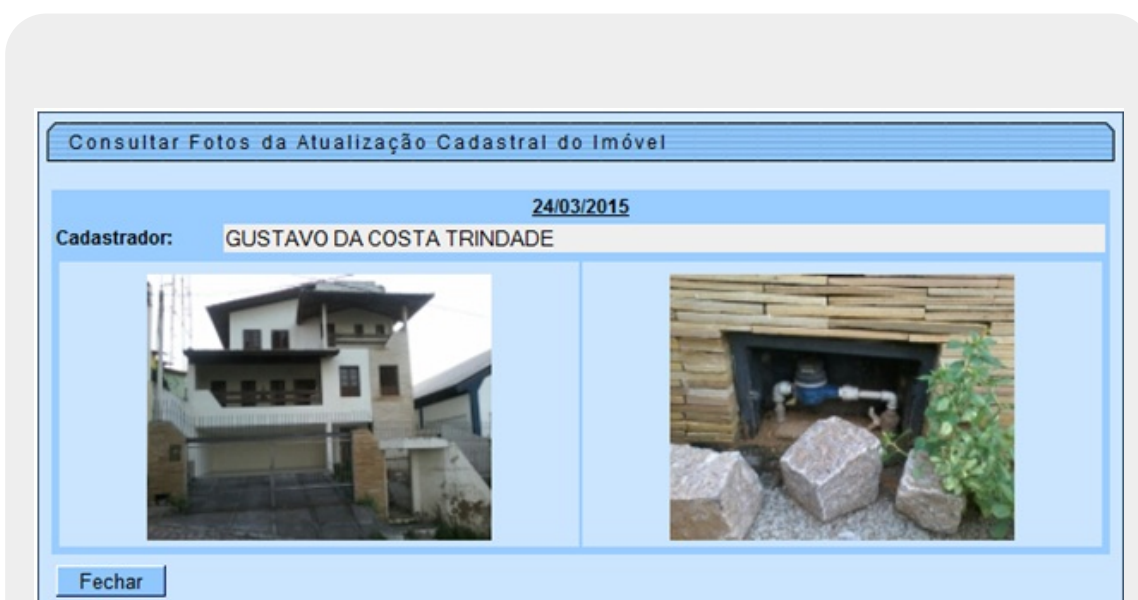 Consultar Fotos da Atualização Cadastral do Imóvel
24/03/2015
Cadastrador: GUSTAVO DA COSTA TRINDADE
Fechar